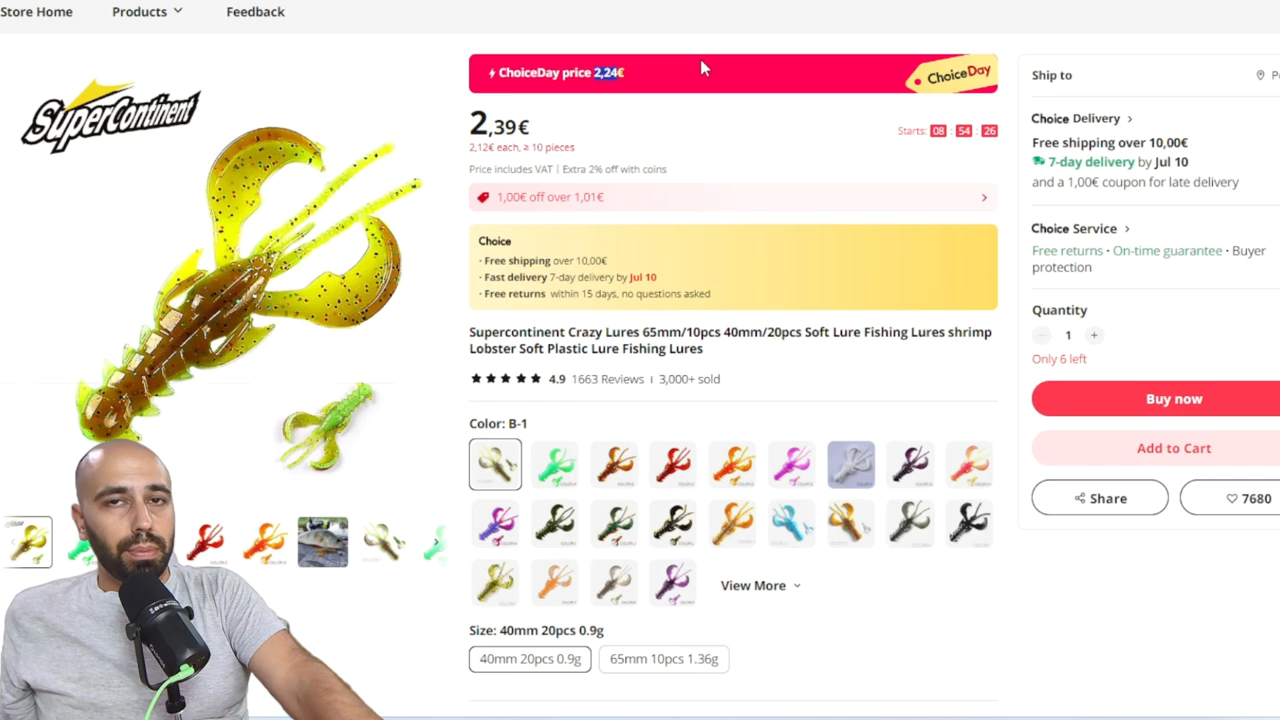 Store Home
Products
Feedback
SuperContinent
ChoiceDay price 2,24€
ChoiceDay
2,39€
Starts: 08 : 54 : 26
2,12€ each, ≥ 10 pieces
Price includes VAT | Extra 2% off with coins
1,00€ off over 1,01€
Choice
· Free shipping over 10,00€
· Fast delivery 7-day delivery by Jul 10
· Free returns within 15 days, no questions asked
Supercontinent Crazy Lures 65mm/10pcs 40mm/20pcs Soft Lure Fishing Lures shrimp
Lobster Soft Plastic Lure Fishing Lures
4.9 1663 Reviews | 3,000+ sold
Color: B-1
View More
Size: 40mm 20pcs 0.9g
40mm 20pcs 0.9g
65mm 10pcs 1.36g
Ship to
Choice Delivery
Free shipping over 10,00€
7-day delivery by Jul 10
and a 1,00€ coupon for late delivery
Choice Service
Free returns · On-time guarantee · Buyer
protection
Quantity
- 1 +
Only 6 left
Buy now
Add to Cart
Share
7680